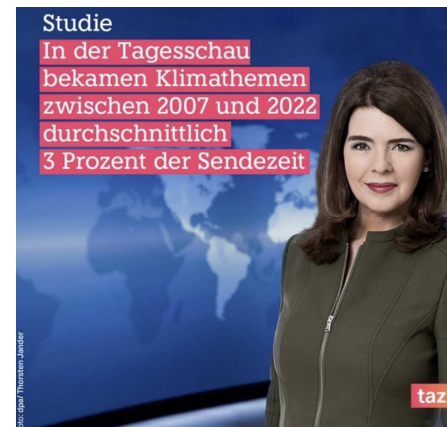 Studie
In der Tagesschau
bekamen Klimathemen
zwischen 2007 und 2022
durchschnittlich
3 Prozent der Sendezeit
oto: dpa/ Thorsten Jander
taz